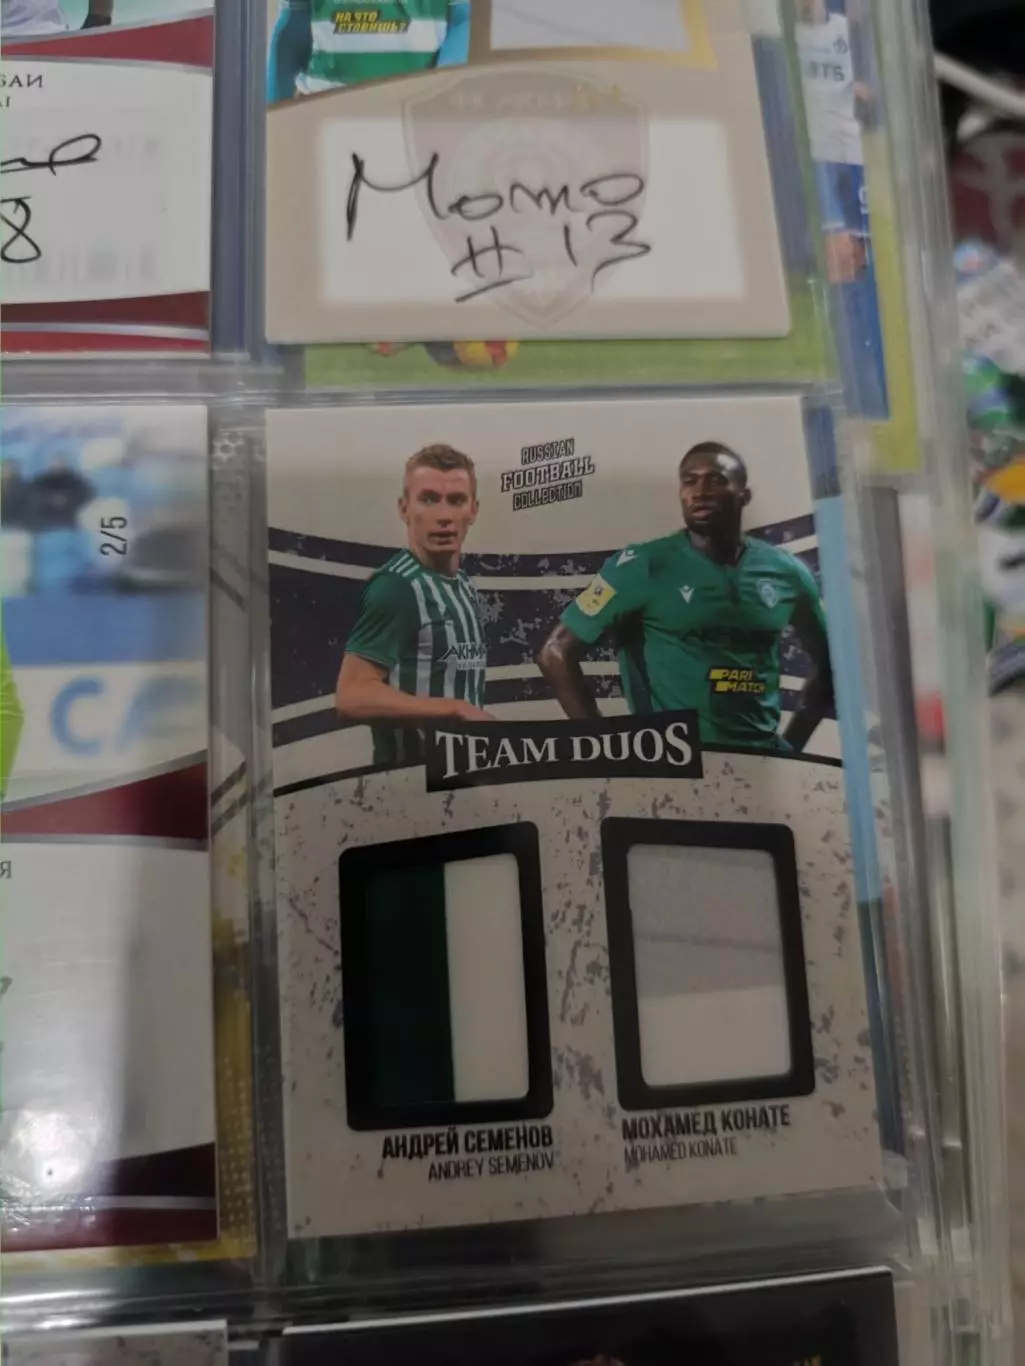 НА ЧТО
СТАВИШЬ?
Momo
# 13
2/5
RUSSIAN
FOOTBALL
COLLECTION
PARI
MATCH
TEAM DUOS
АНДРЕЙ СЕМЕНОВ
ANDREY SEMENOV
МОХАМЕД КОНАТЕ
MOHAMED KONATE